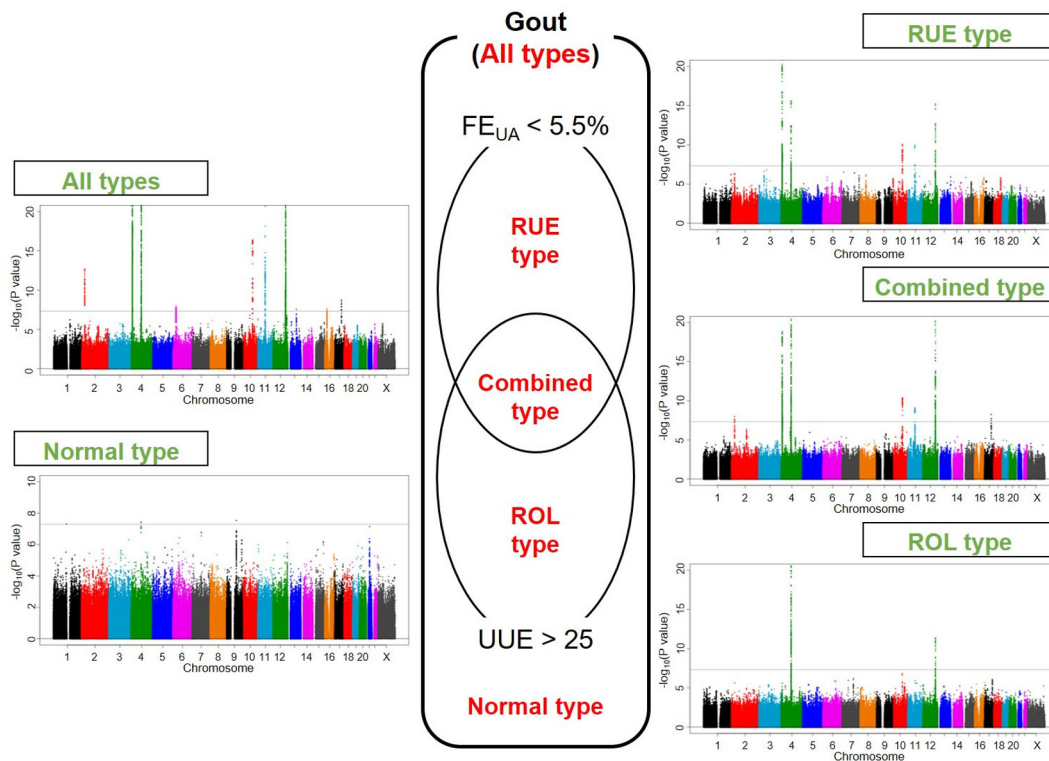 Gout
(All types)
FEUA < 5.5%
RUE
type
Combined
type
ROL
type
UUE > 25
Normal type
All types
-log10(P value)
20
15
10
5
0
1 2 3 4 5 6 7 8 9 10 11 12 14 16 18 20 X
Chromosome
Normal type
-log10(P value)
10
8
6
4
2
0
1 2 3 4 5 6 7 8 9 10 11 12 14 16 18 20 X
Chromosome
RUE type
-log10(P value)
20
15
10
5
0
1 2 3 4 5 6 7 8 9 10 11 12 14 16 18 20 X
Chromosome
Combined type
-log10(P value)
20
15
10
5
0
1 2 3 4 5 6 7 8 9 10 11 12 14 16 18 20 X
Chromosome
ROL type
-log10(P value)
20
15
10
5
0
1 2 3 4 5 6 7 8 9 10 11 12 14 16 18 20 X
Chromosome